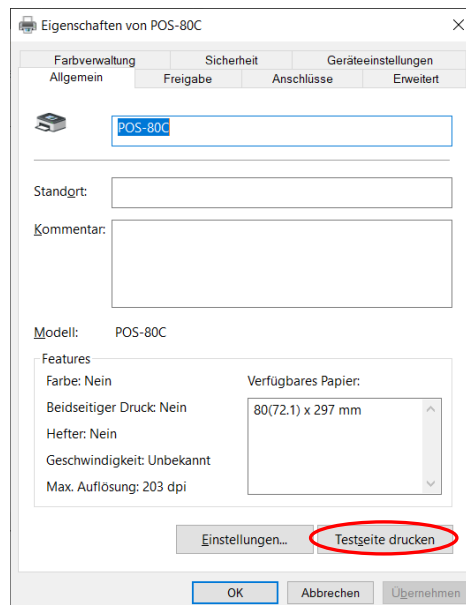 Eigenschaften von POS-80C
Farbverwaltung Sicherheit Geräteeinstellungen
Allgemein Freigabe Anschlüsse Erweitert
POS-80C
Standort:
Kommentar:
Modell: POS-80C
Features
Farbe: Nein
Beidseitiger Druck: Nein
Hefter: Nein
Geschwindigkeit: Unbekannt
Max. Auflösung: 203 dpi
Verfügbares Papier:
80(72.1) x 297 mm
Einstellungen... Testseite drucken
OK Abbrechen Übernehmen